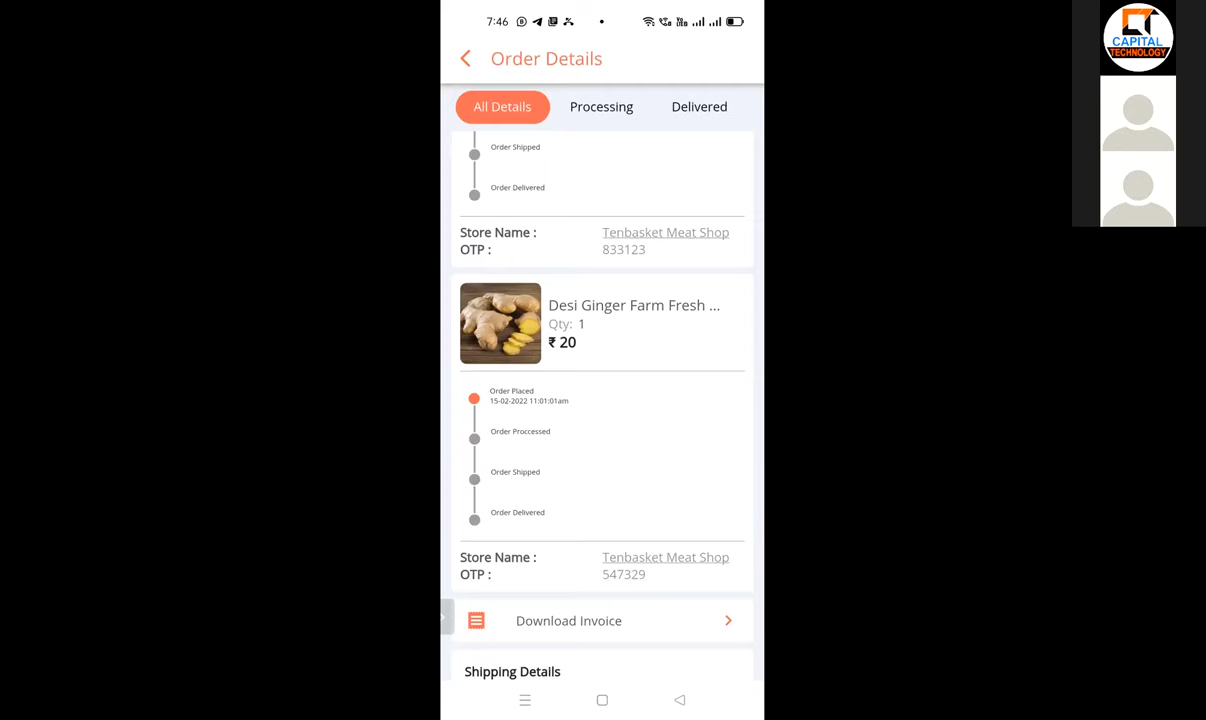 7:46
Order Details
All Details
Processing
Delivered
Order Shipped
Order Delivered
Store Name : Tenbasket Meat Shop
OTP : 833123
Desi Ginger Farm Fresh ...
Qty: 1
₹ 20
Order Placed
15-02-2022 11:01:01am
Order Proccessed
Order Shipped
Order Delivered
Store Name : Tenbasket Meat Shop
OTP : 547329
Download Invoice
Shipping Details
CAPITAL
TECHNOLOGY